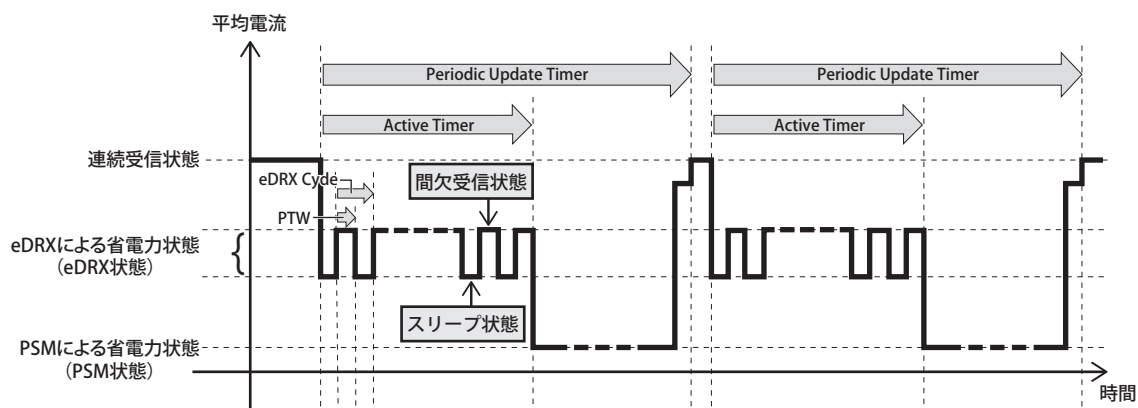 平均電流
Periodic Update Timer
Periodic Update Timer
Active Timer
Active Timer
連続受信状態
eDRX Cyde
間欠受信状態
PTW
eDRXによる省電力状態
(eDRX状態)
スリープ状態
PSMによる省電力状態
(PSM状態)
時間